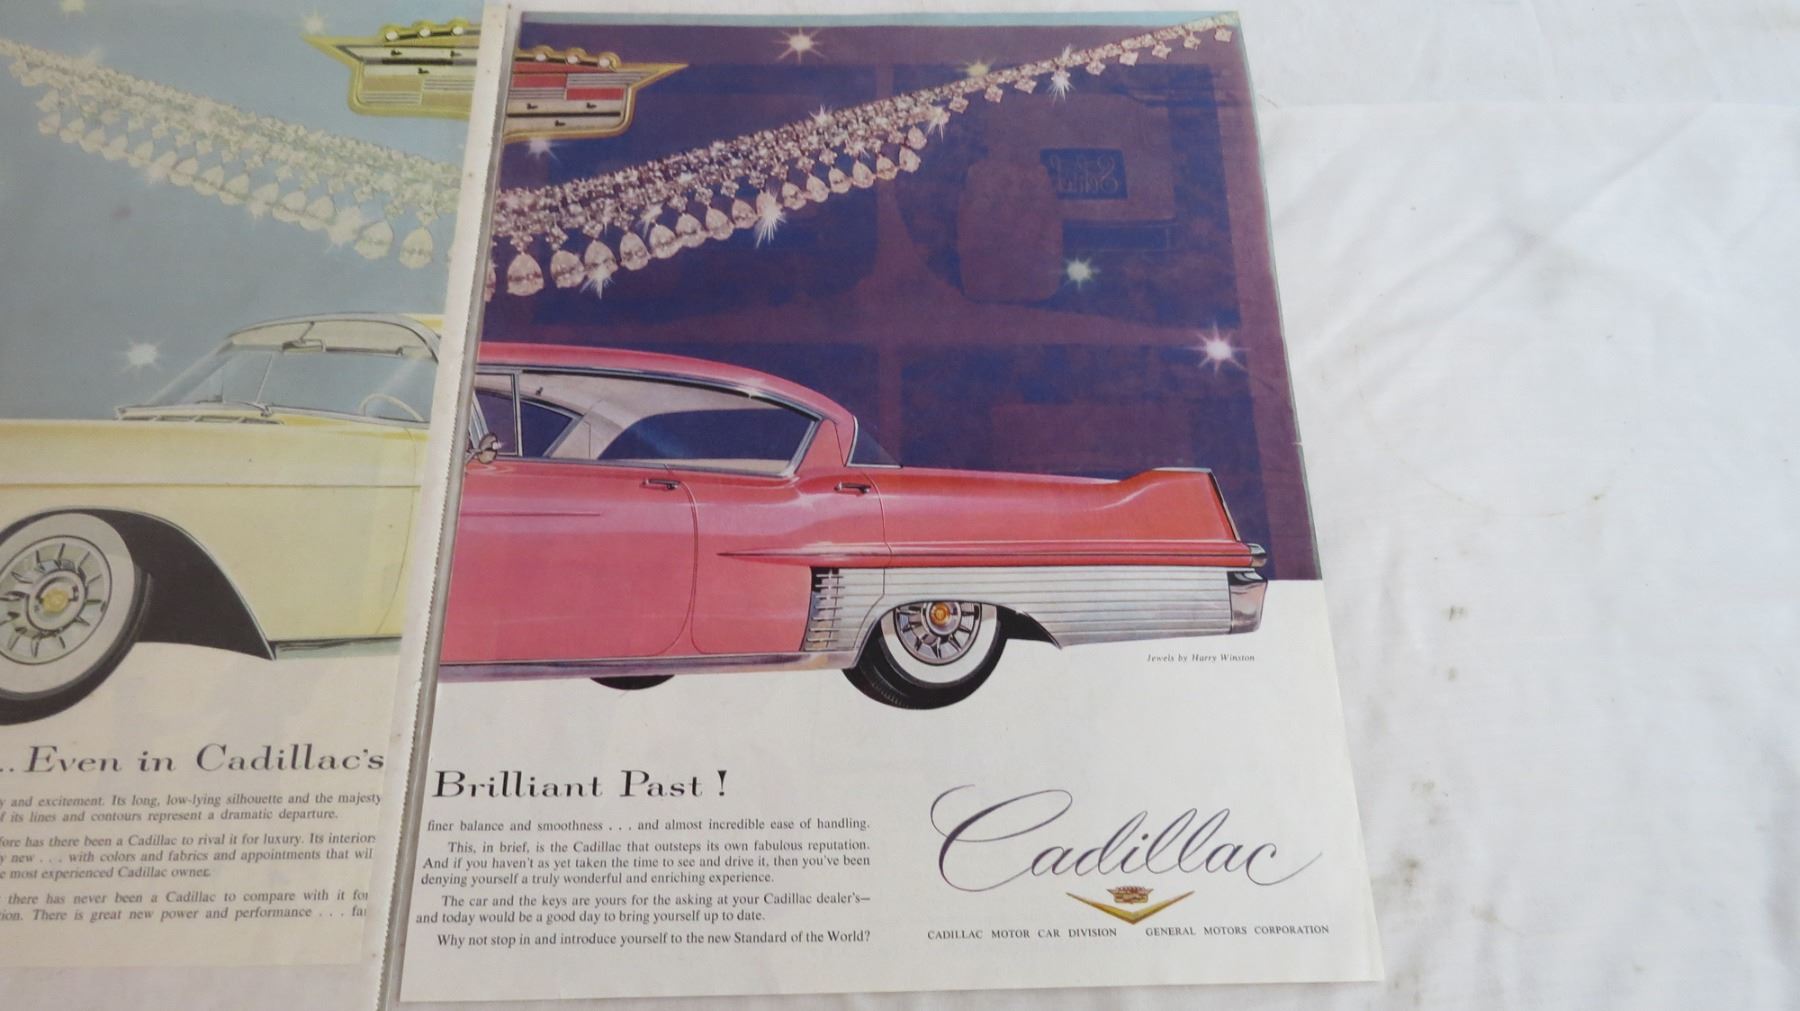 .. Even in Cadillac's
y and excitement. Its long, low-lying silhouette and the majesty
f its lines and contours represent a dramatic departure.
fore has there been a Cadillac to rival it for luxury. Its interiors
y new . . . with colors and fabrics and appointments that will
e most experienced Cadillac owner.
there has never been a Cadillac to compare with it for
ion. There is great new power and performance . . . far
Jewels by Harry Winston
Brilliant Past !
finer balance and smoothness . . . and almost incredible ease of handling.
This, in brief, is the Cadillac that outsteps its own fabulous reputation.
And if you haven't as yet taken the time to see and drive it, then you've been
denying yourself a truly wonderful and enriching experience.
The car and the keys are yours for the asking at your Cadillac dealer's—
and today would be a good day to bring yourself up to date.
Why not stop in and introduce yourself to the new Standard of the World?
Cadillac
CADILLAC MOTOR CAR DIVISION GENERAL MOTORS CORPORATION